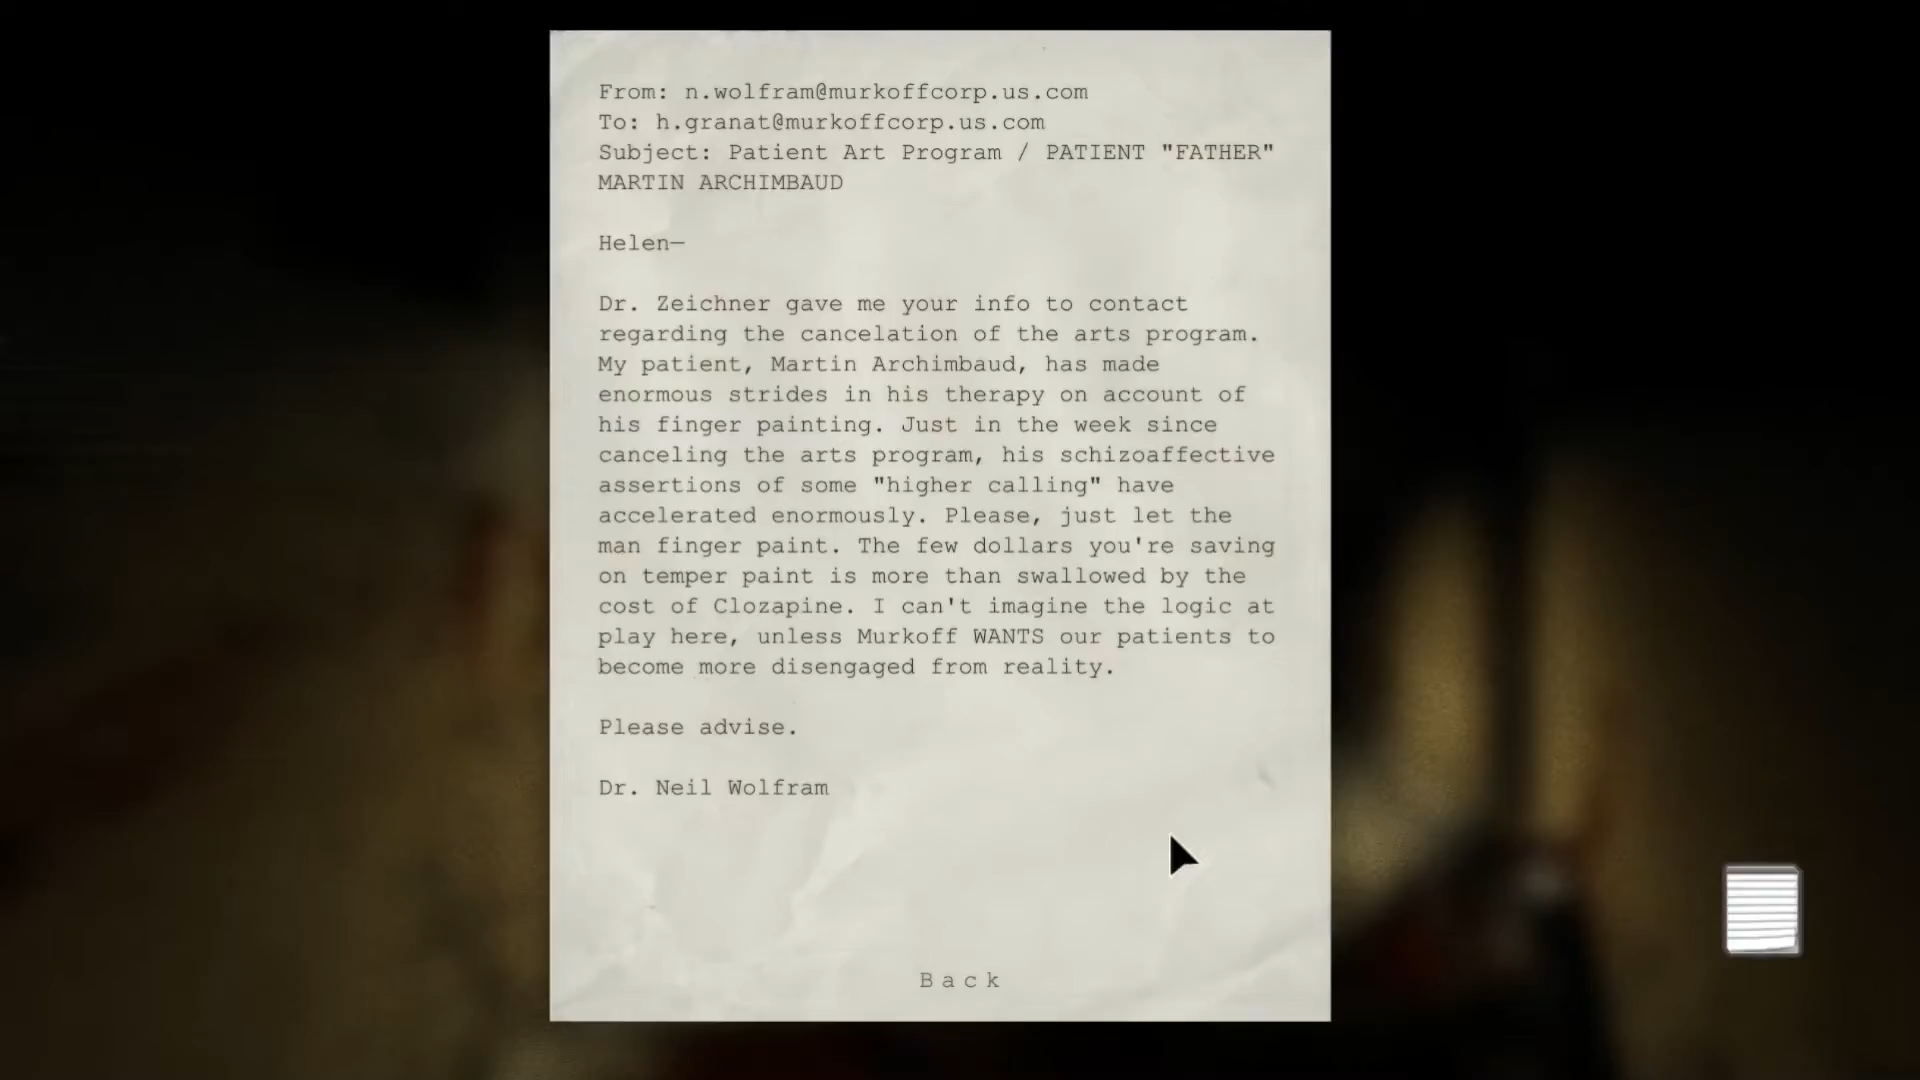 From: n.wolfram@murkoffcorp.us.com
To: h.granat@murkoffcorp.us.com
Subject: Patient Art Program / PATIENT "FATHER"
MARTIN ARCHIMBAUD
Helen—
Dr. Zeichner gave me your info to contact
regarding the cancelation of the arts program.
My patient, Martin Archimbaud, has made
enormous strides in his therapy on account of
his finger painting. Just in the week since
canceling the arts program, his schizoaffective
assertions of some "higher calling" have
accelerated enormously. Please, just let the
man finger paint. The few dollars you're saving
on temper paint is more than swallowed by the
cost of Clozapine. I can't imagine the logic at
play here, unless Murkoff WANTS our patients to
become more disengaged from reality.
Please advise.
Dr. Neil Wolfram
Back